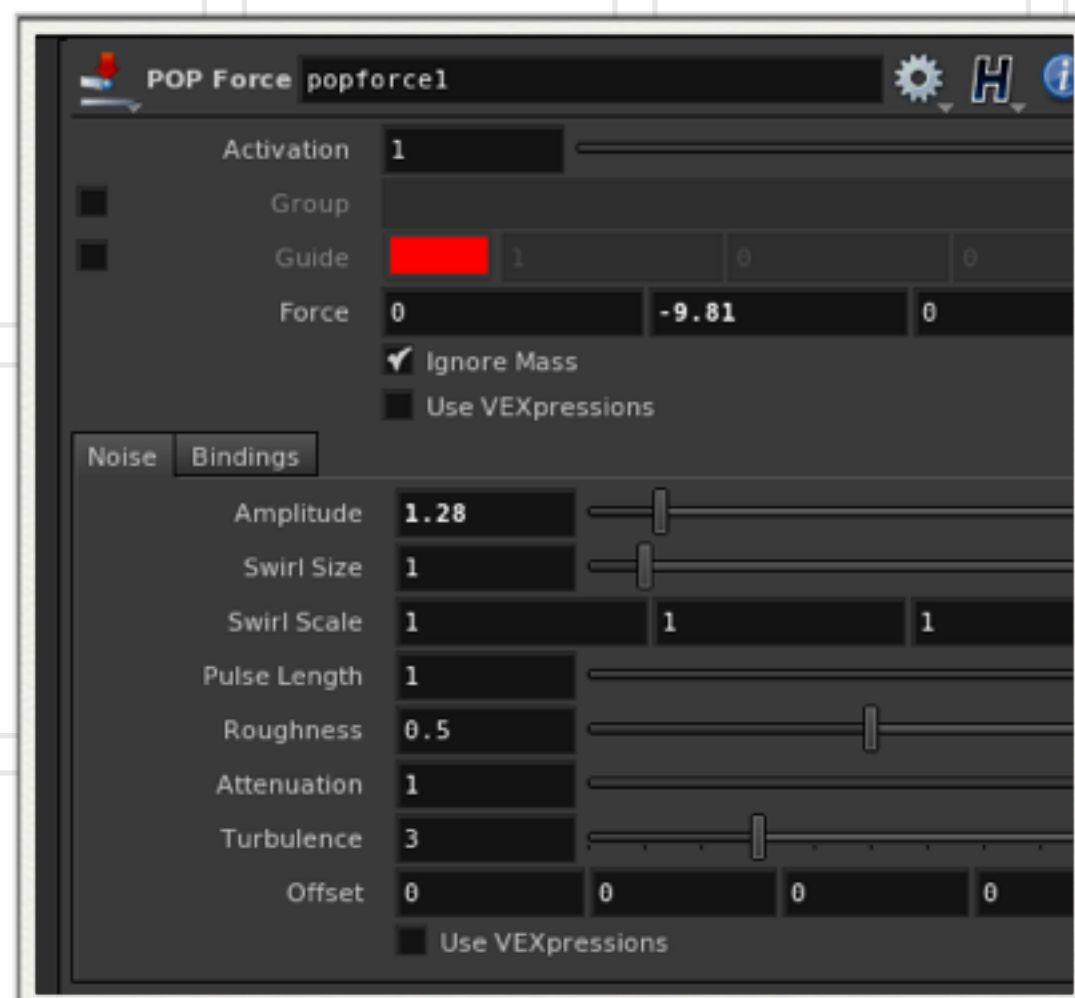 POP Force popforce1
Activation 1
Group
Guide 1 0 0
Force 0 -9.81 0
Ignore Mass
Use VEXpressions
Noise Bindings
Amplitude 1.28
Swirl Size 1
Swirl Scale 1 1 1
Pulse Length 1
Roughness 0.5
Attenuation 1
Turbulence 3
Offset 0 0 0 0
Use VEXpressions